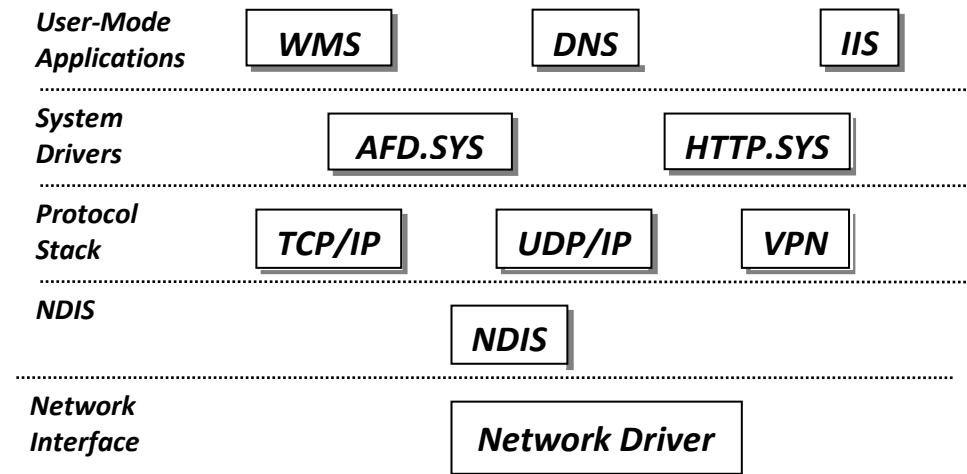 User-Mode
Applications
WMS
DNS
IIS
System
Drivers
AFD.SYS
HTTP.SYS
Protocol
Stack
TCP/IP
UDP/IP
VPN
NDIS
NDIS
Network
Interface
Network Driver